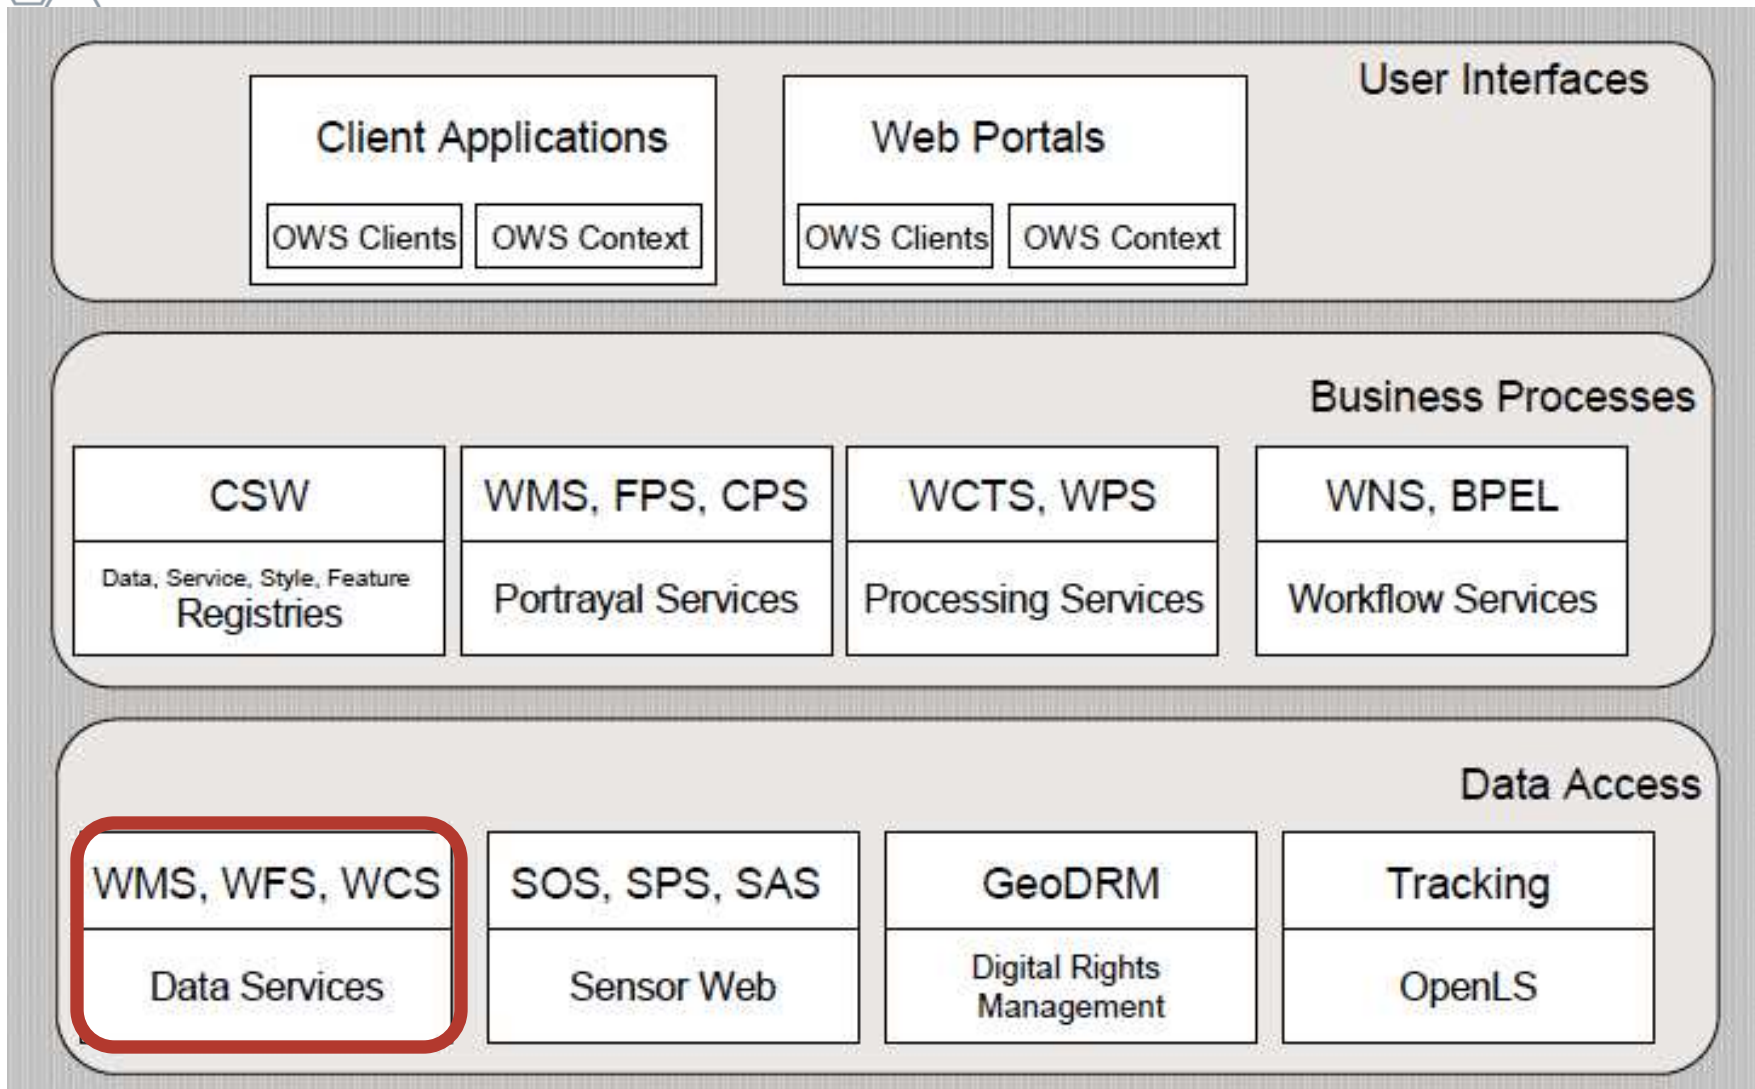 User Interfaces
Client Applications
Web Portals
OWS Clients
OWS Context
OWS Clients
OWS Context
Business Processes
CSW
Data, Service, Style, Feature
Registries
WMS, FPS, CPS
Portrayal Services
WCTS, WPS
Processing Services
WNS, BPEL
Workflow Services
Data Access
WMS, WFS, WCS
Data Services
SOS, SPS, SAS
Sensor Web
GeoDRM
Digital Rights
Management
Tracking
OpenLS